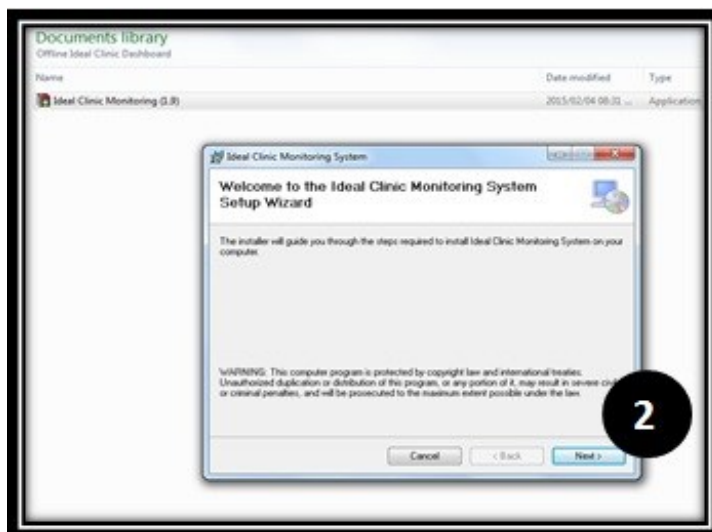 Documents library
Offline Ideal Clinic Dashboard
Name Date modified Type
Ideal Clinic Monitoring (1.9) 2015/02/04 08:31 ... Application
Ideal Clinic Monitoring System
Welcome to the Ideal Clinic Monitoring System
Setup Wizard
The installer will guide you through the steps required to install Ideal Clinic Monitoring System on your
computer.
WARNING: This computer program is protected by copyright law and international treaties.
Unauthorized duplication or distribution of this program, or any portion of it, may result in severe civil
or criminal penalties, and will be prosecuted to the maximum extent possible under the law.
2
Cancel < Back Next >